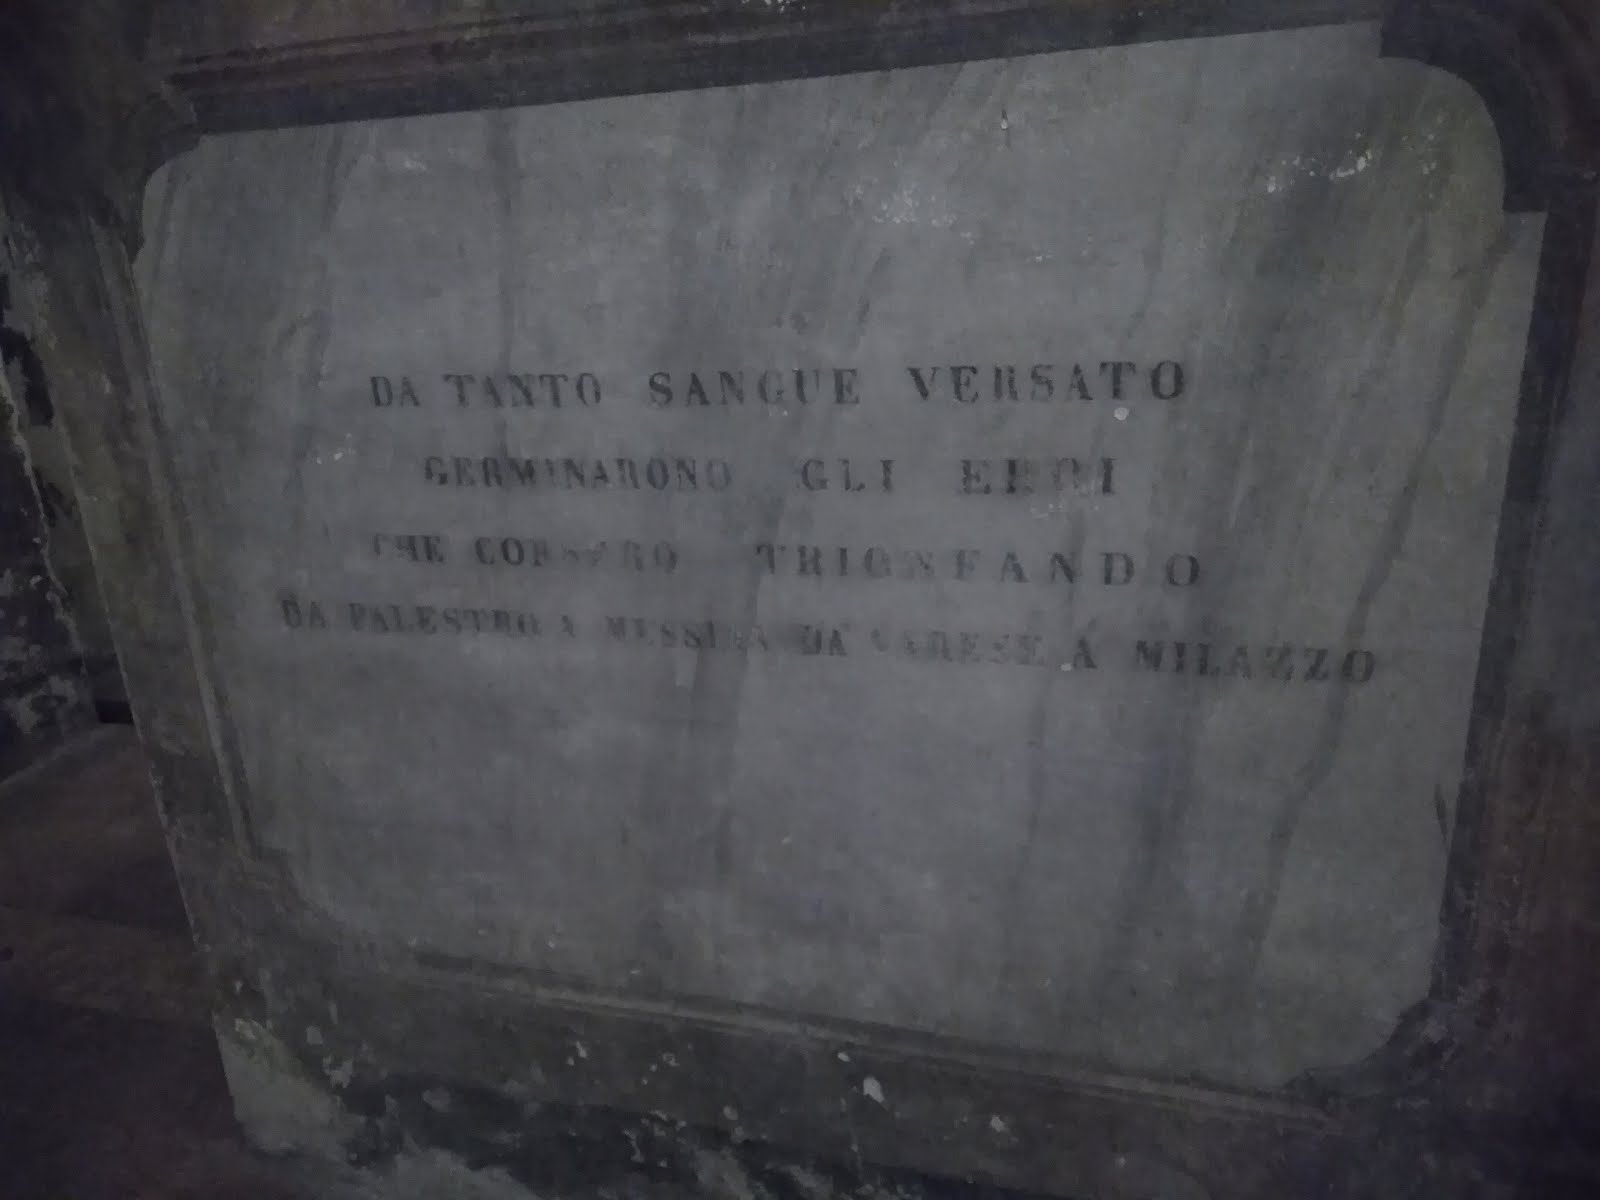 DA TANTO SANGUE VERSATO
GERMINARONO GLI EROI
CHE CORSERO TRIONFANDO
DA PALESTRO A MESSINA DA VARESE A MILAZZO